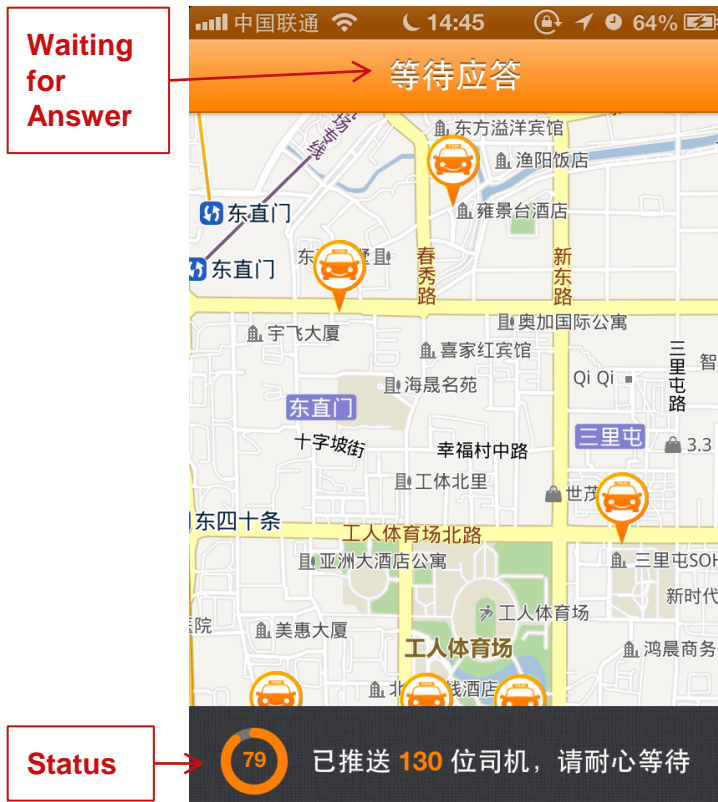 Waiting
for
Answer
中国联通 14:45 64%
等待应答
场专线
东方溢洋宾馆
渔阳饭店
东直门
雍景台酒店
东直门
春秀路
新东路
宇飞大厦
奥加国际公寓
喜家红宾馆
三里屯路
智
海晟名苑
Qi Qi
东直门
十字坡街
幸福村中路
三里屯
3.3
工体北里
世茂
东四十条
工人体育场北路
亚洲大酒店公寓
三里屯SOH
新时代
工人体育场
医院
美惠大厦
工人体育场
鸿晨商务
Status
79
已推送 130 位司机，请耐心等待